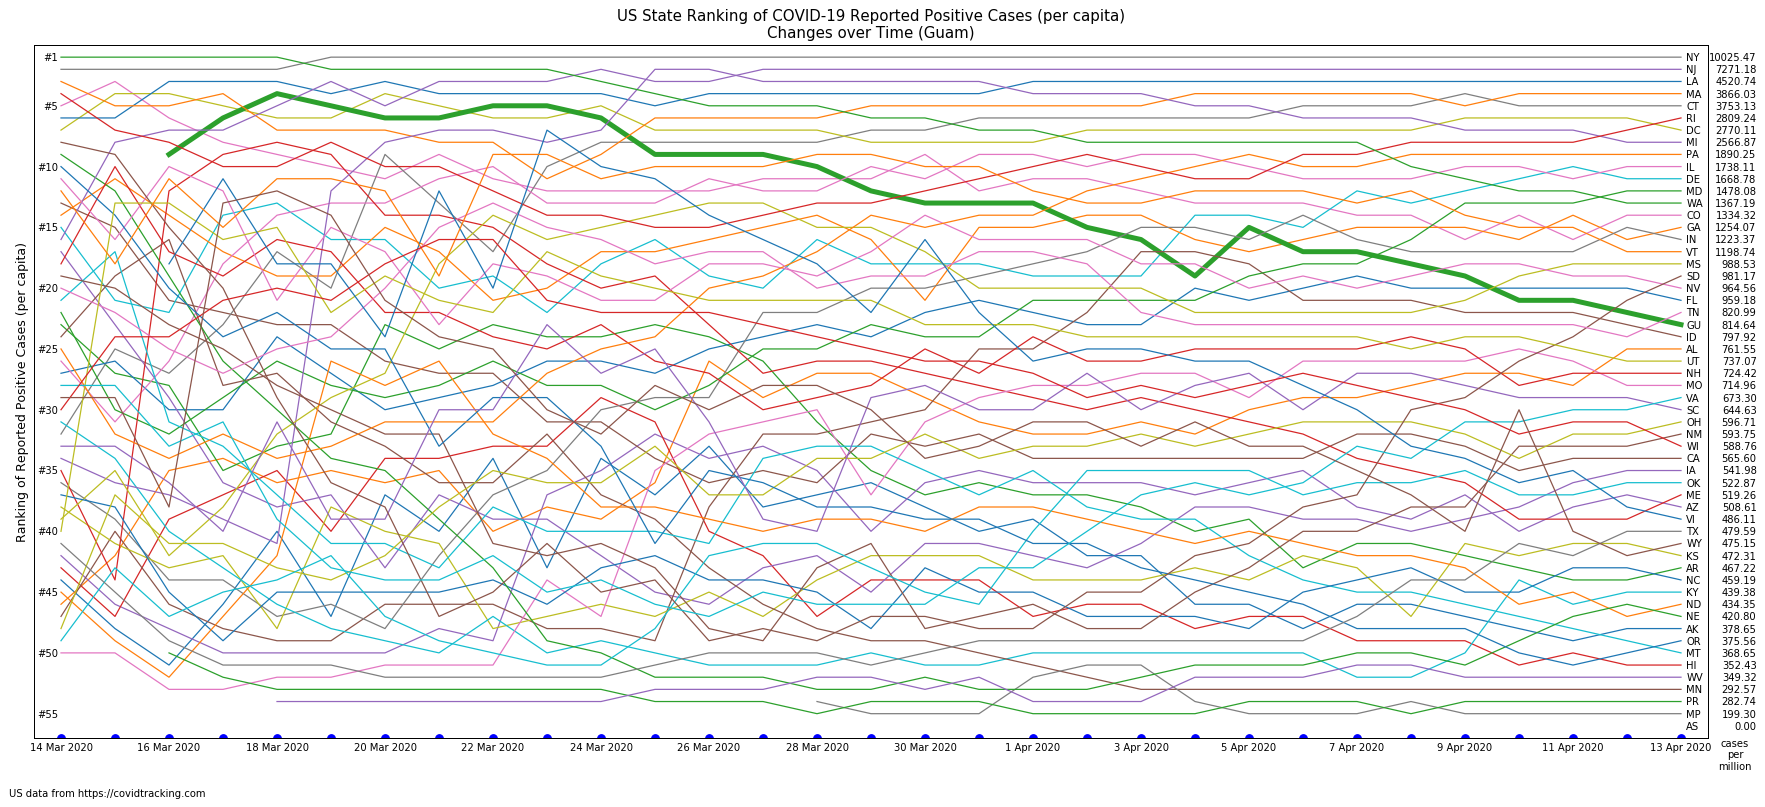 US State Ranking of COVID-19 Reported Positive Cases (per capita)
Changes over Time (Guam)
Ranking of Reported Positive Cases (per capita)
#1
#5
#10
#15
#20
#25
#30
#35
#40
#45
#50
#55
NY 10025.47
NJ 7271.18
LA 4520.74
MA 3866.03
CT 3753.13
RI 2809.24
DC 2770.11
MI 2566.87
PA 1890.25
IL 1738.11
DE 1668.78
MD 1478.08
WA 1367.19
CO 1334.32
GA 1254.07
IN 1223.37
VT 1198.74
MS 988.53
SD 981.17
NV 964.56
FL 959.18
TN 820.99
GU 814.64
ID 797.92
AL 761.55
UT 737.07
NH 724.42
MO 714.96
VA 673.30
SC 644.63
OH 596.71
NM 593.75
WI 588.76
CA 565.60
IA 541.98
OK 522.87
ME 519.26
AZ 508.61
VI 486.11
TX 479.59
WY 475.15
KS 472.31
AR 467.22
NC 459.19
KY 439.38
ND 434.35
NE 420.80
AK 378.65
OR 375.56
MT 368.65
HI 352.43
WV 349.32
MN 292.57
PR 282.74
MP 199.30
AS 0.00
14 Mar 2020 16 Mar 2020 18 Mar 2020 20 Mar 2020 22 Mar 2020 24 Mar 2020 26 Mar 2020 28 Mar 2020 30 Mar 2020 1 Apr 2020 3 Apr 2020 5 Apr 2020 7 Apr 2020 9 Apr 2020 11 Apr 2020 13 Apr 2020
cases
per
million
US data from https://covidtracking.com